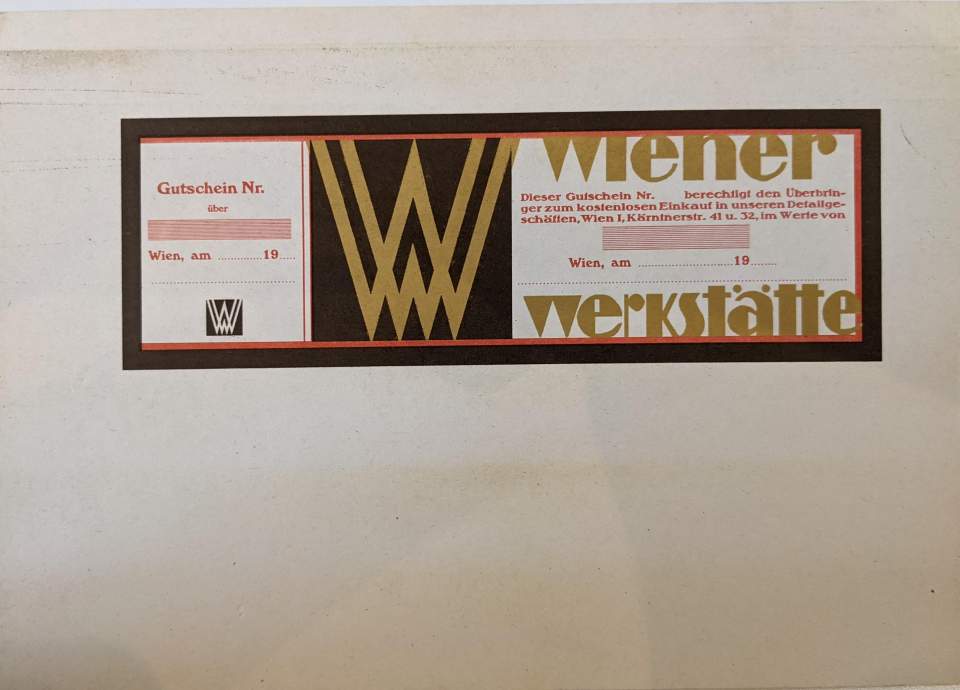 Gutschein Nr.
über
Wien, am ............ 19....
W W
WW
Wiener
Dieser Gutschein Nr. berechtigt den Überbrin-
ger zum kostenlosen Einkauf in unseren Detailge-
schäften, Wien I, Kärntnerstr. 41 u. 32, im Werte von
Wien, am ........................ 19.......
Werkstätte